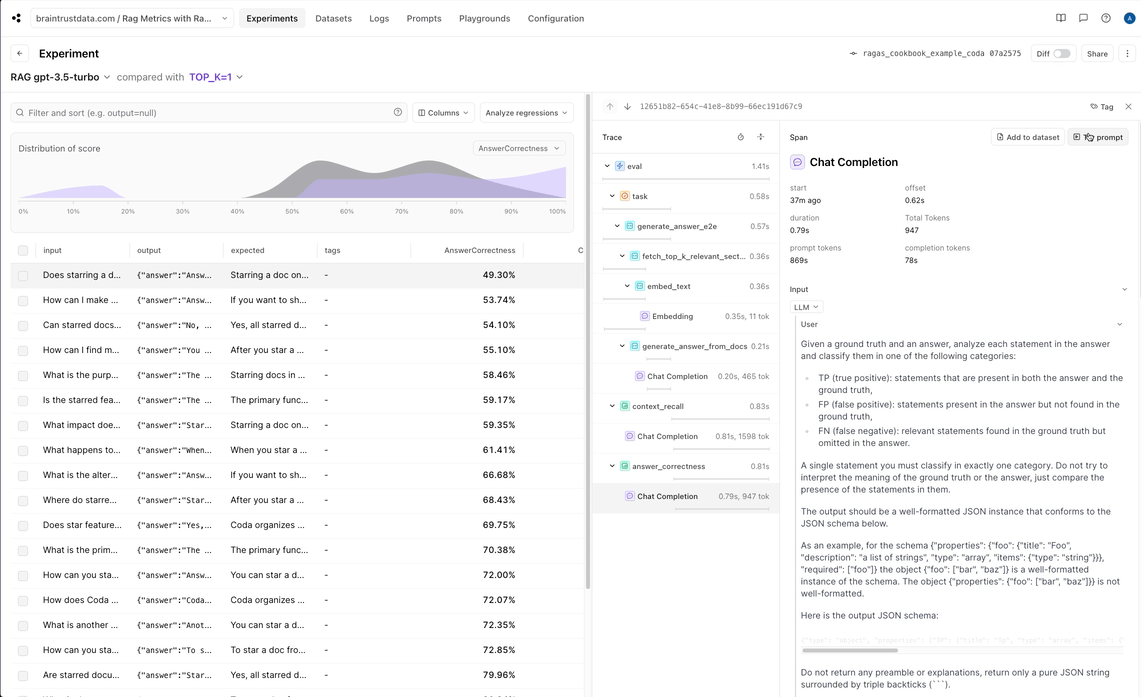 braintrustdata.com / Rag Metrics with Ra...
Experiments
Datasets
Logs
Prompts
Playgrounds
Configuration
A
Experiment
ragas_cookbook_example_coda 07a2575
Diff
Share
RAG gpt-3.5-turbo compared with TOP_K=1
Filter and sort (e.g. output=null)
Columns
Analyze regressions
Distribution of score
AnswerCorrectness
0% 10% 20% 30% 40% 50% 60% 70% 80% 90% 100%
input output expected tags AnswerCorrectness C
Does starring a d... {"answer":"Answ... Starring a doc on... - 49.30%
How can I make ... {"answer":"Answ... If you want to sh... - 53.74%
Can starred docs... {"answer":"No, ... Yes, all starred d... - 54.10%
How can I find m... {"answer":"You ... After you star a ... - 55.10%
What is the purp... {"answer":"The ... Starring docs in ... - 58.46%
Is the starred fea... {"answer":"The ... The primary func... - 59.17%
What impact doe... {"answer":"Star... Starring a doc on... - 59.35%
What happens to... {"answer":"When... When you star a ... - 61.41%
What is the alter... {"answer":"Answ... If you want to sh... - 66.68%
Where do starre... {"answer":"Star... After you star a ... - 68.43%
Does star feature... {"answer":"Yes,... Coda organizes ... - 69.75%
What is the prim... {"answer":"The ... The primary func... - 70.38%
How can you sta... {"answer":"Answ... You can star a d... - 72.00%
How does Coda ... {"answer":"Coda... Coda organizes ... - 72.07%
What is another ... {"answer":"Anot... You can star a d... - 72.35%
How can you sta... {"answer":"To s... To star a doc fro... - 72.85%
Are starred docu... {"answer":"Star... Yes, all starred d... - 79.96%
12651b82-654c-41e8-8b99-66ec191d67c9
Tag
Trace
eval 1.41s
task 0.58s
generate_answer_e2e 0.57s
fetch_top_k_relevant_sect... 0.36s
embed_text 0.36s
Embedding 0.35s, 11 tok
generate_answer_from_docs 0.21s
Chat Completion 0.20s, 465 tok
context_recall 0.83s
Chat Completion 0.81s, 1598 tok
answer_correctness 0.81s
Chat Completion 0.79s, 947 tok
Span
Add to dataset
prompt
Chat Completion
start offset
37m ago 0.62s
duration Total Tokens
0.79s 947
prompt tokens completion tokens
869s 78s
Input
LLM
User
Given a ground truth and an answer, analyze each statement in the answer
and classify them in one of the following categories:
TP (true positive): statements that are present in both the answer and the
ground truth,
FP (false positive): statements present in the answer but not found in the
ground truth,
FN (false negative): relevant statements found in the ground truth but
omitted in the answer.
A single statement you must classify in exactly one category. Do not try to
interpret the meaning of the ground truth or the answer, just compare the
presence of the statements in them.
The output should be a well-formatted JSON instance that conforms to the
JSON schema below.
As an example, for the schema {"properties": {"foo": {"title": "Foo",
"description": "a list of strings", "type": "array", "items": {"type": "string"}}},
"required": ["foo"]} the object {"foo": ["bar", "baz"]} is a well-formatted
instance of the schema. The object {"properties": {"foo": ["bar", "baz"]}} is not
well-formatted.
Here is the output JSON schema:
Do not return any preamble or explanations, return only a pure JSON string
surrounded by triple backticks (```).